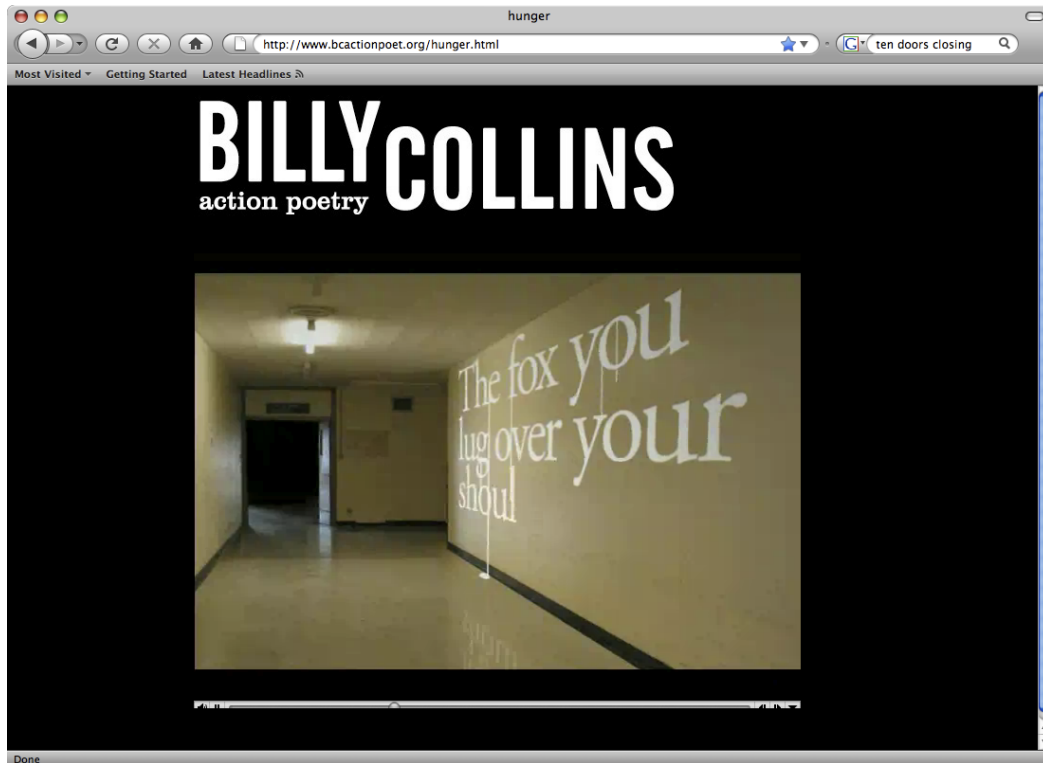 hunger
http://www.bcactionpoet.org/hunger.html
ten doors closing
Most Visited
Getting Started
Latest Headlines
BILLY COLLINS
action poetry
The fox you
lug over your
shoul
Done